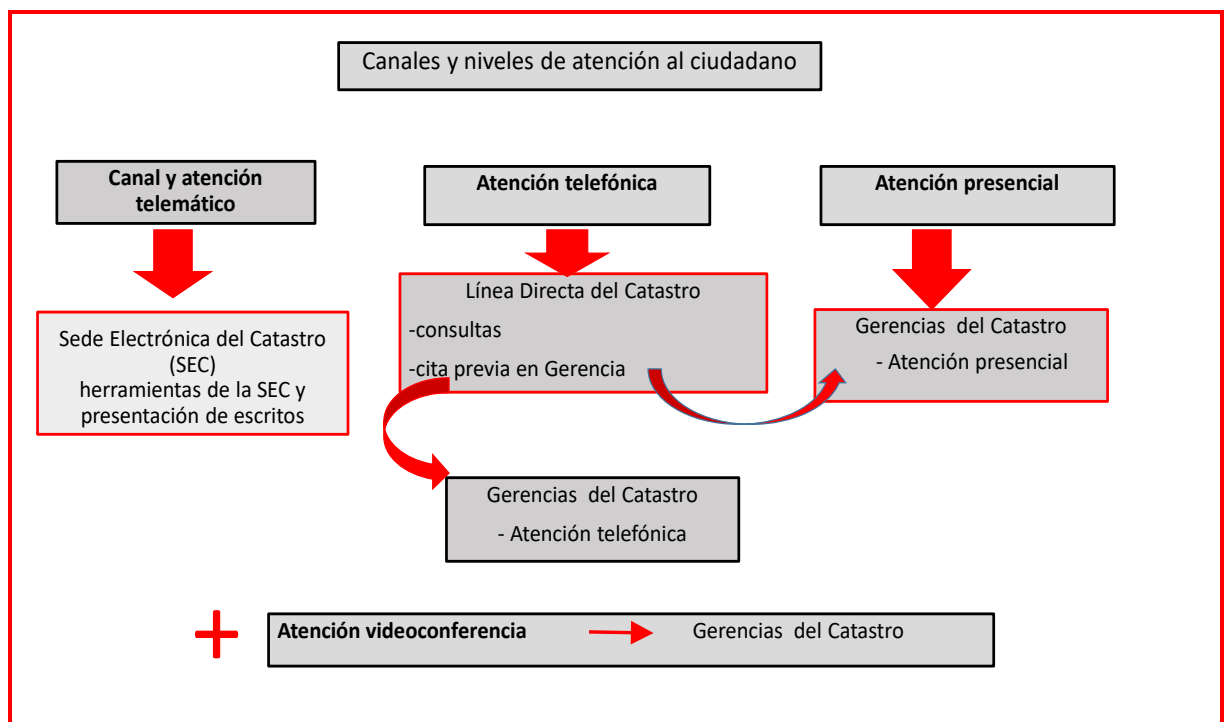 Canales y niveles de atención al ciudadano
Canal y atención
telemático
Atención telefónica
Atención presencial
Sede Electrónica del Catastro
(SEC)
herramientas de la SEC y
presentación de escritos
Línea Directa del Catastro
-consultas
-cita previa en Gerencia
Gerencias del Catastro
- Atención presencial
Gerencias del Catastro
- Atención telefónica
+ Atención videoconferencia Gerencias del Catastro